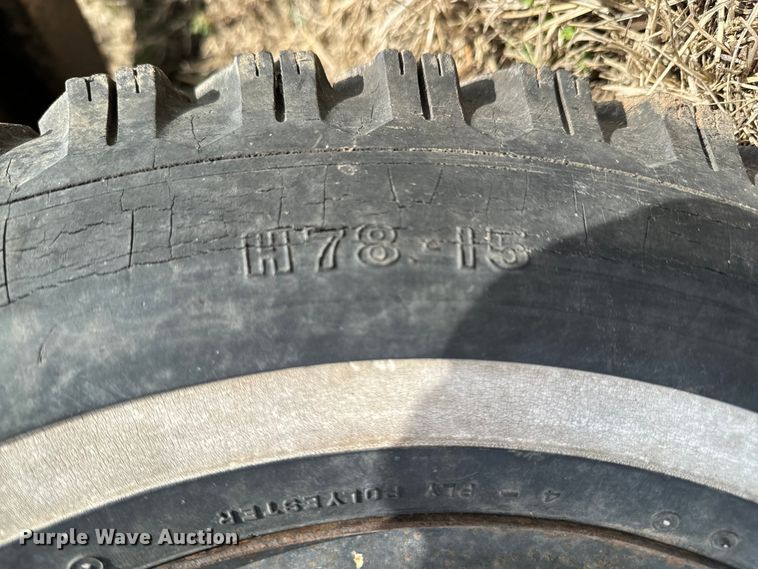 H78-15
4 - PLY POLYESTER
Purple Wave Auction®